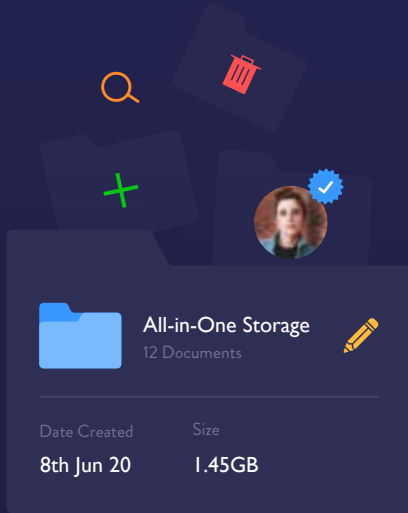 All-in-One Storage
12 Documents
Date Created
Size
8th Jun 20
1.45GB